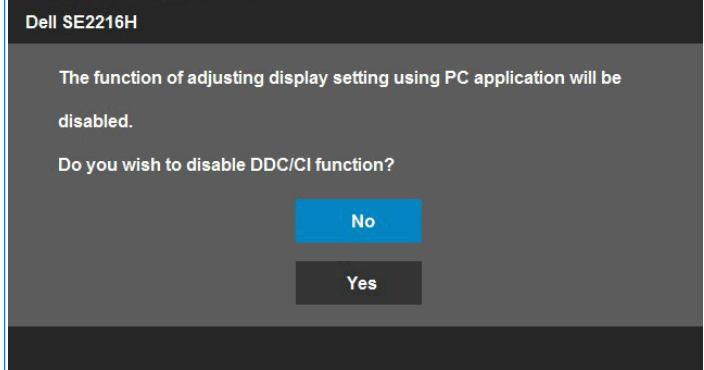 Dell SE2216H
The function of adjusting display setting using PC application will be
disabled.
Do you wish to disable DDC/CI function?
No
Yes